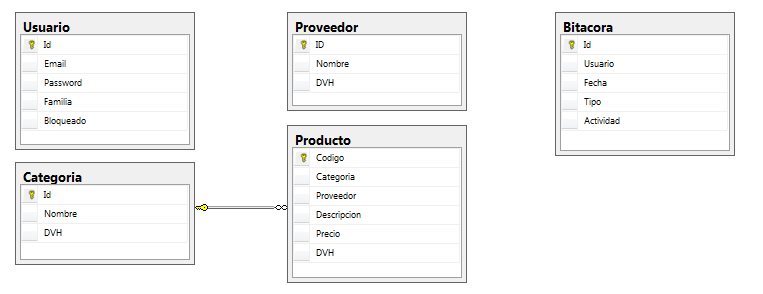 Usuario
Id
Email
Password
Familia
Bloqueado
Categoria
Id
Nombre
DVH
Proveedor
ID
Nombre
DVH
Producto
Codigo
Categoria
Proveedor
Descripcion
Precio
DVH
Bitacora
Id
Usuario
Fecha
Tipo
Actividad